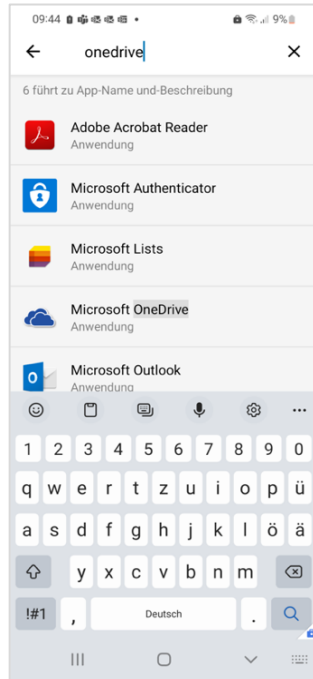 09:44
9%
onedrive
6 führt zu App-Name und-Beschreibung
Adobe Acrobat Reader
Anwendung
Microsoft Authenticator
Anwendung
Microsoft Lists
Anwendung
Microsoft OneDrive
Anwendung
Microsoft Outlook
Anwendung
1 2 3 4 5 6 7 8 9 0
q w e r t z u i o p ü
a s d f g h j k l ö ä
y x c v b n m
!#1 , Deutsch .